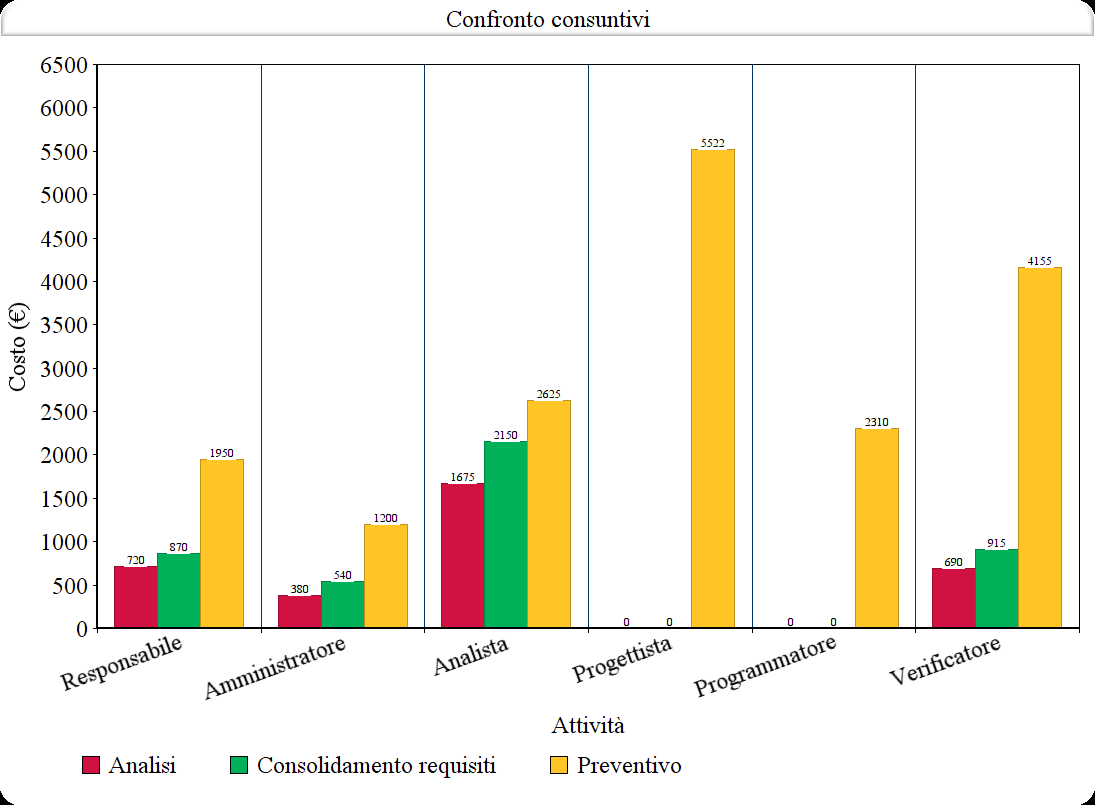 Confronto consuntivi
6500
6000
5500
5000
4500
4000
3500
3000
2500
2000
1500
1000
500
0
Costo (€)
720
870
1950
380
540
1200
1675
2150
2625
0
0
5522
0
0
2310
690
915
4155
Responsabile
Amministratore
Analista
Progettista
Programmatore
Verificatore
Attività
Analisi
Consolidamento requisiti
Preventivo